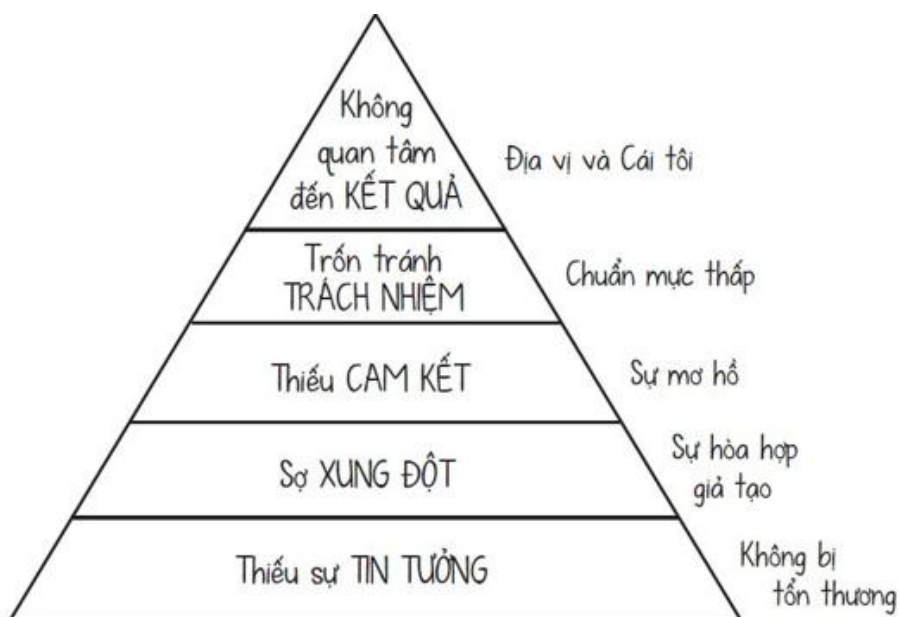 Không
quan tâm
đến KẾT QUẢ
Địa vị và Cái tôi
Trốn tránh
TRÁCH NHIỆM
Chuẩn mực thấp
Thiếu CAM KẾT
Sự mơ hồ
Sợ XUNG ĐỘT
Sự hòa hợp
giả tạo
Thiếu sự TIN TƯỞNG
Không bị
tổn thương